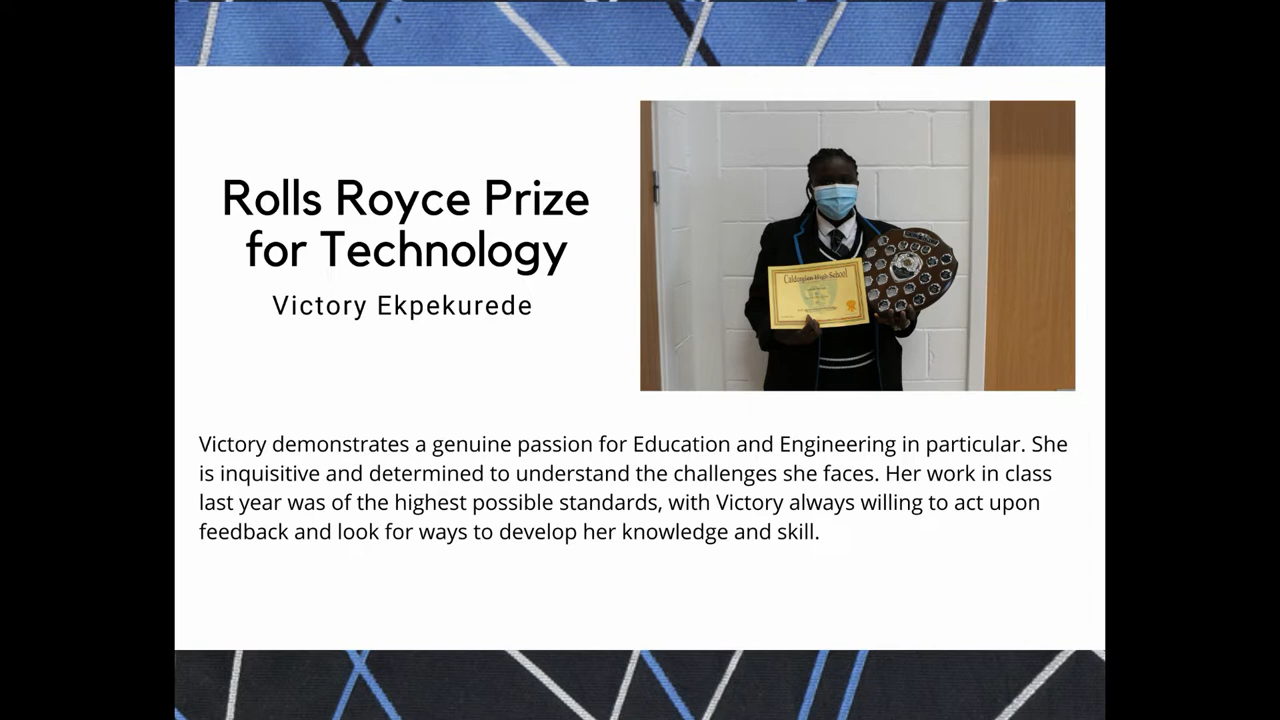 Rolls Royce Prize
for Technology
Victory Ekpekurede
Calderglen High School
Victory demonstrates a genuine passion for Education and Engineering in particular. She
is inquisitive and determined to understand the challenges she faces. Her work in class
last year was of the highest possible standards, with Victory always willing to act upon
feedback and look for ways to develop her knowledge and skill.